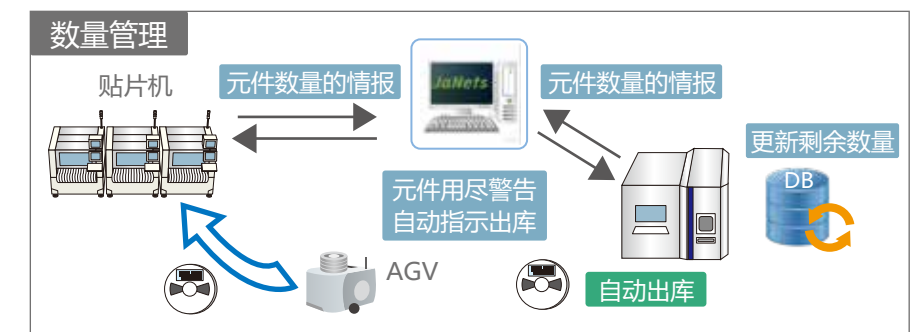 数量管理
贴片机
元件数量的情报
JaNets
元件数量的情报
更新剩余数量
DB
元件用尽警告
自动指示出库
AGV
自动出库